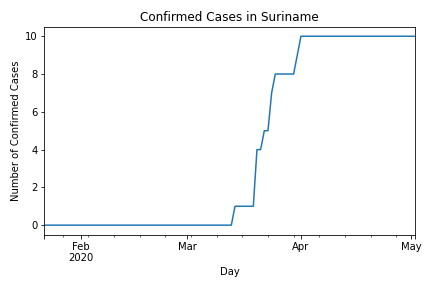 Confirmed Cases in Suriname
Number of Confirmed Cases
10
8
6
4
2
0
Feb
2020
Mar
Apr
May
Day